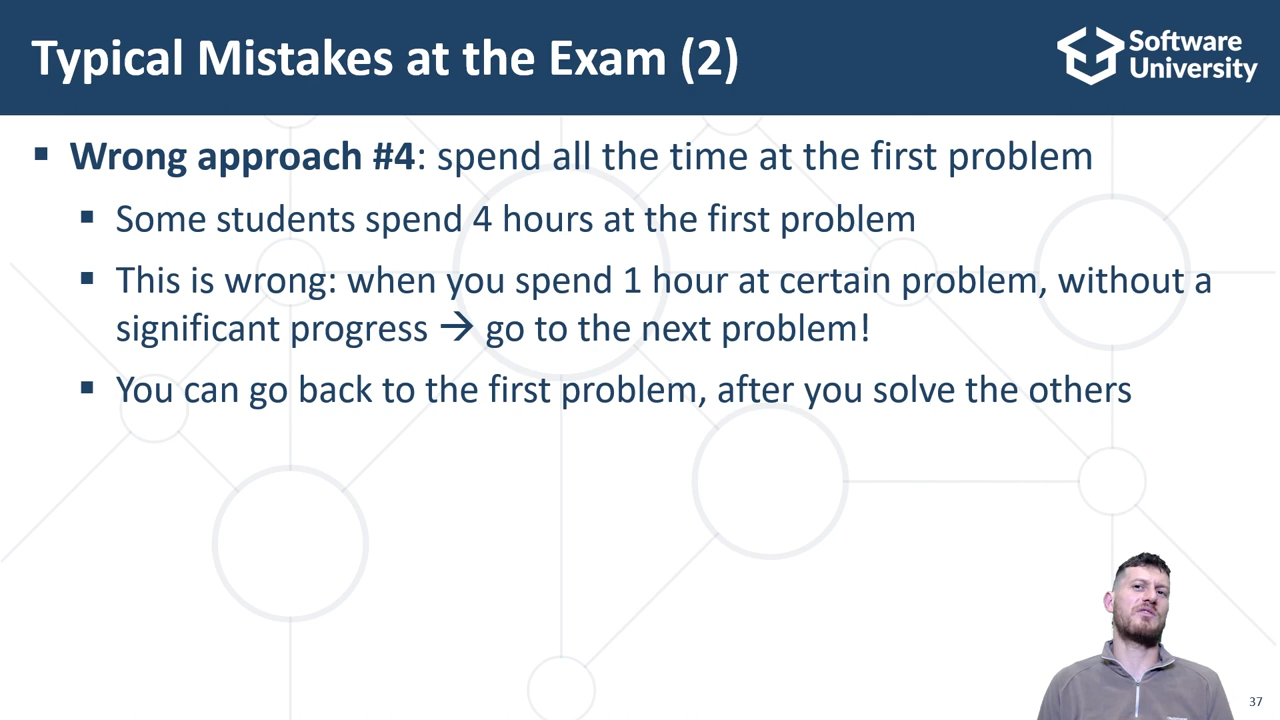 Typical Mistakes at the Exam (2)
Software
University
▪ Wrong approach #4: spend all the time at the first problem
▪ Some students spend 4 hours at the first problem
▪ This is wrong: when you spend 1 hour at certain problem, without a
significant progress → go to the next problem!
▪ You can go back to the first problem, after you solve the others
37